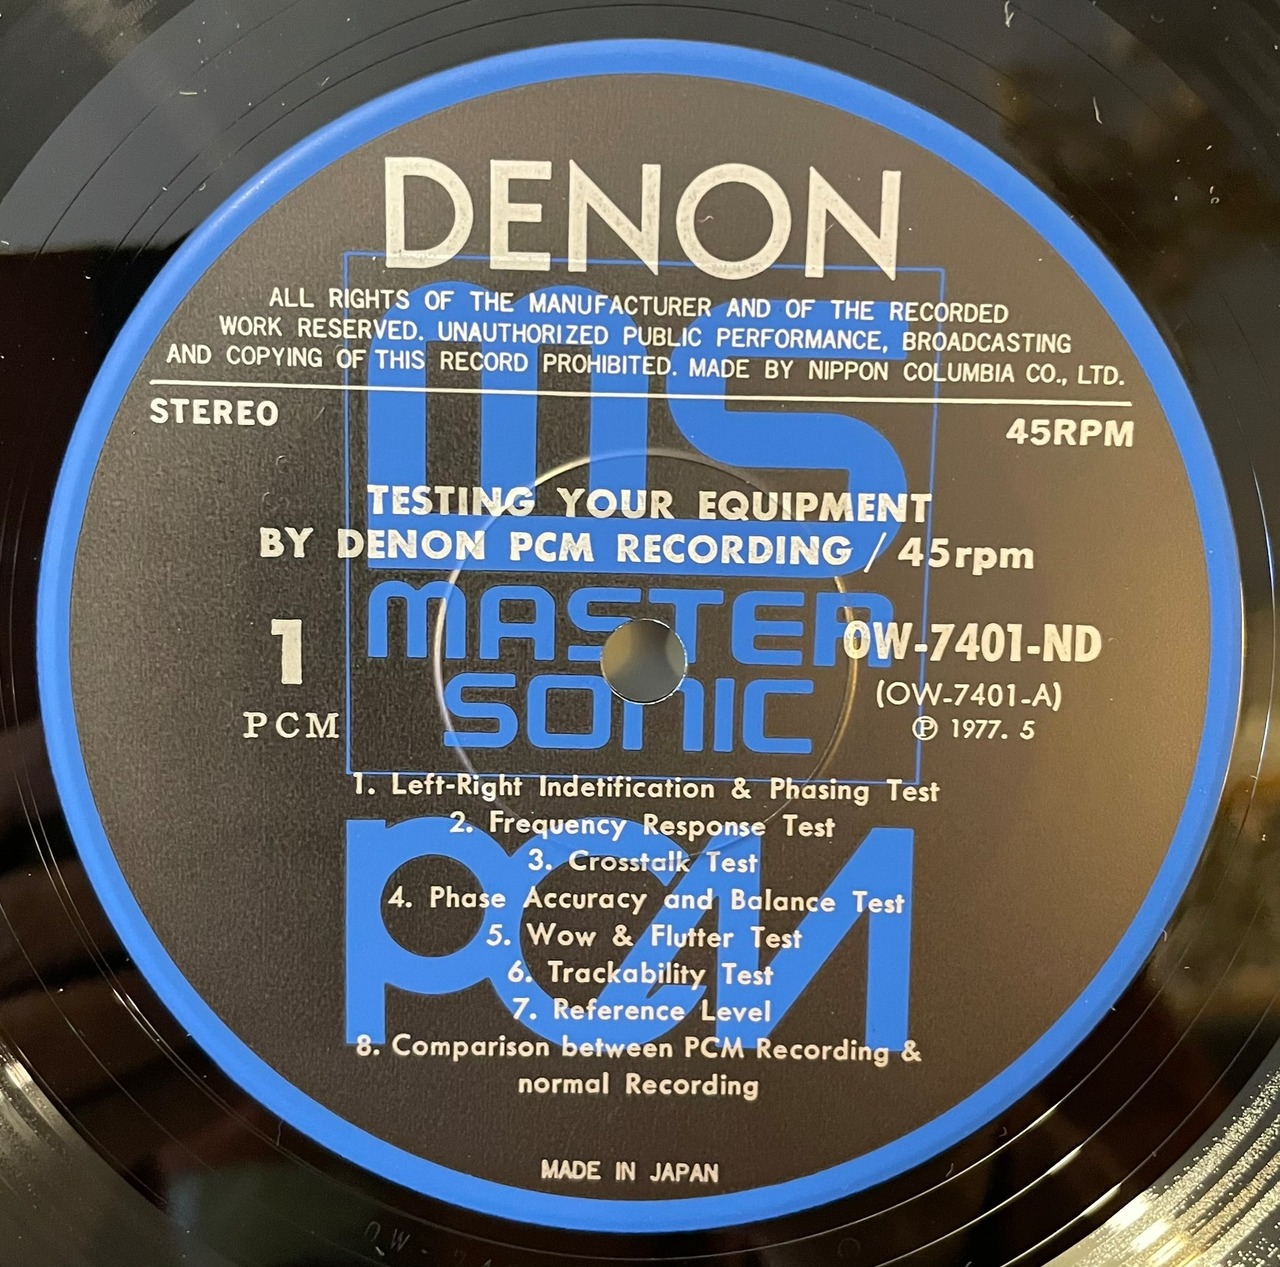 DENON
ALL RIGHTS OF THE MANUFACTURER AND OF THE RECORDED
WORK RESERVED. UNAUTHORIZED PUBLIC PERFORMANCE, BROADCASTING
AND COPYING OF THIS RECORD PROHIBITED. MADE BY NIPPON COLUMBIA CO., LTD.
STEREO
45RPM
ms
TESTING YOUR EQUIPMENT
BY DENON PCM RECORDING / 45rpm
MASTER
SONIC
1
PCM
OW-7401-ND
(OW-7401-A)
Ⓟ 1977. 5
PCM
1. Left-Right Indetification & Phasing Test
2. Frequency Response Test
3. Crosstalk Test
4. Phase Accuracy and Balance Test
5. Wow & Flutter Test
6. Trackability Test
7. Reference Level
8. Comparison between PCM Recording &
normal Recording
MADE IN JAPAN